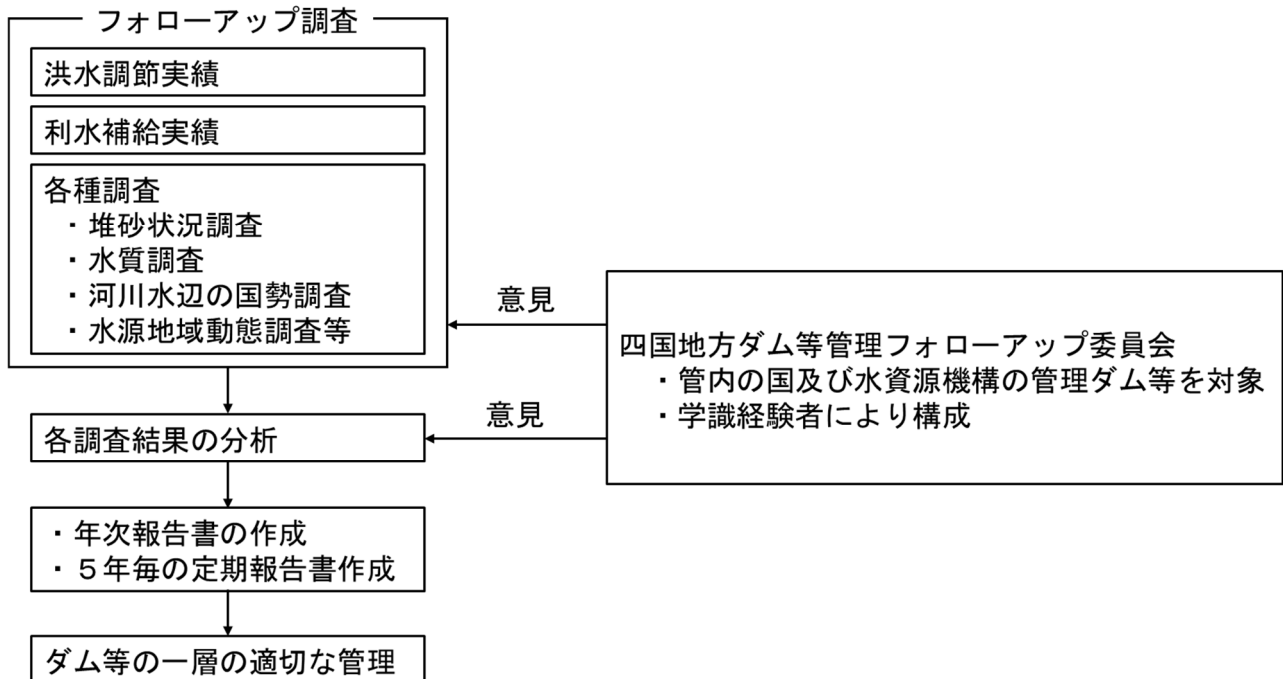 フォローアップ調査
洪水調節実績
利水補給実績
各種調査
・堆砂状況調査
・水質調査
・河川水辺の国勢調査
・水源地域動態調査等
意見
四国地方ダム等管理フォローアップ委員会
・管内の国及び水資源機構の管理ダム等を対象
・学識経験者により構成
意見
各調査結果の分析
・年次報告書の作成
・５年毎の定期報告書作成
ダム等の一層の適切な管理